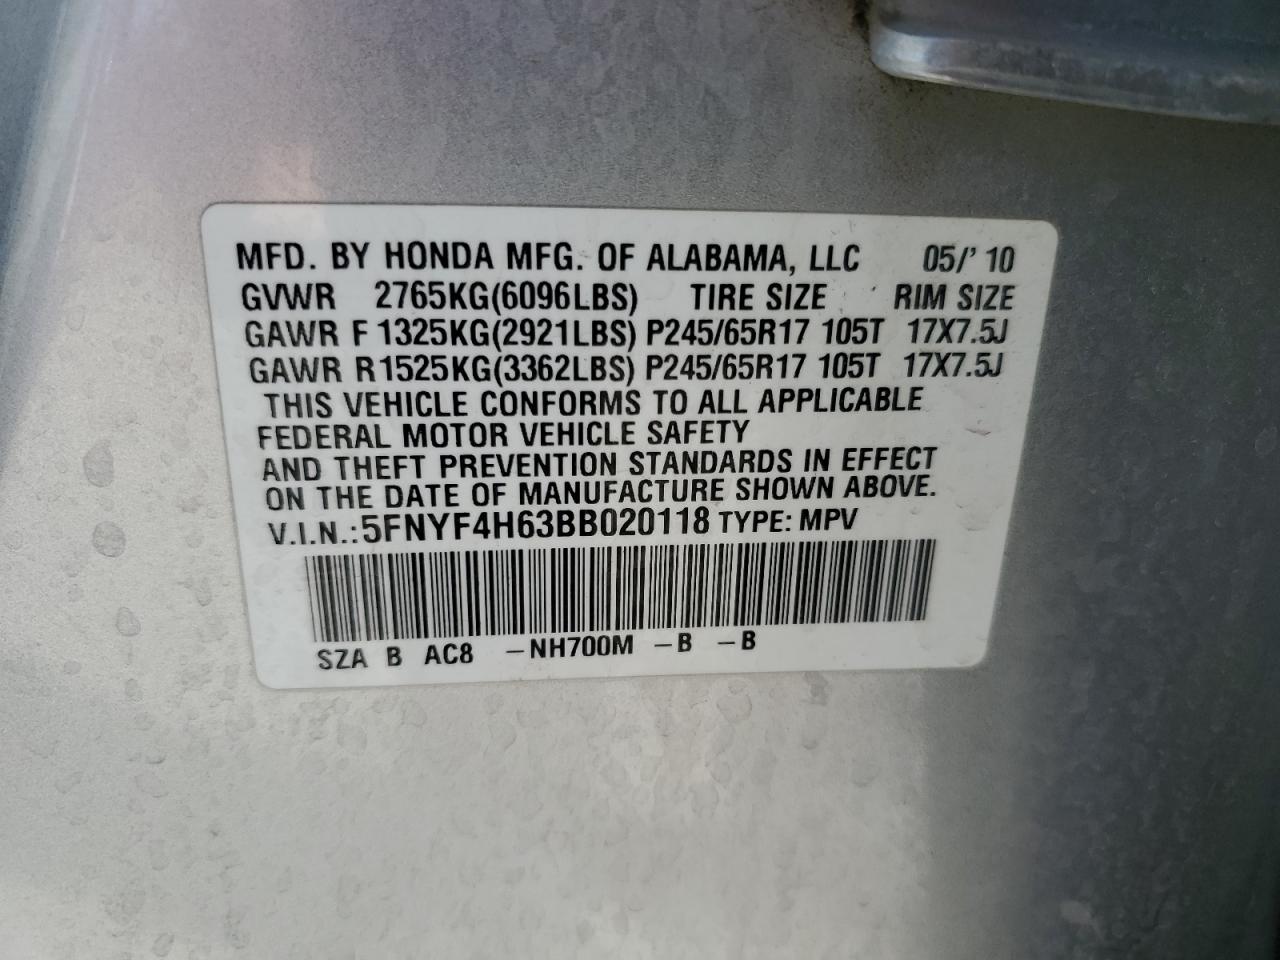 MFD. BY HONDA MFG. OF ALABAMA, LLC 05/' 10
GVWR 2765KG(6096LBS) TIRE SIZE RIM SIZE
GAWR F 1325KG(2921LBS) P245/65R17 105T 17X7.5J
GAWR R 1525KG(3362LBS) P245/65R17 105T 17X7.5J
THIS VEHICLE CONFORMS TO ALL APPLICABLE
FEDERAL MOTOR VEHICLE SAFETY
AND THEFT PREVENTION STANDARDS IN EFFECT
ON THE DATE OF MANUFACTURE SHOWN ABOVE.
V.I.N.: 5FNYF4H63BB020118 TYPE: MPV
SZA B AC8 –NH700M –B –B